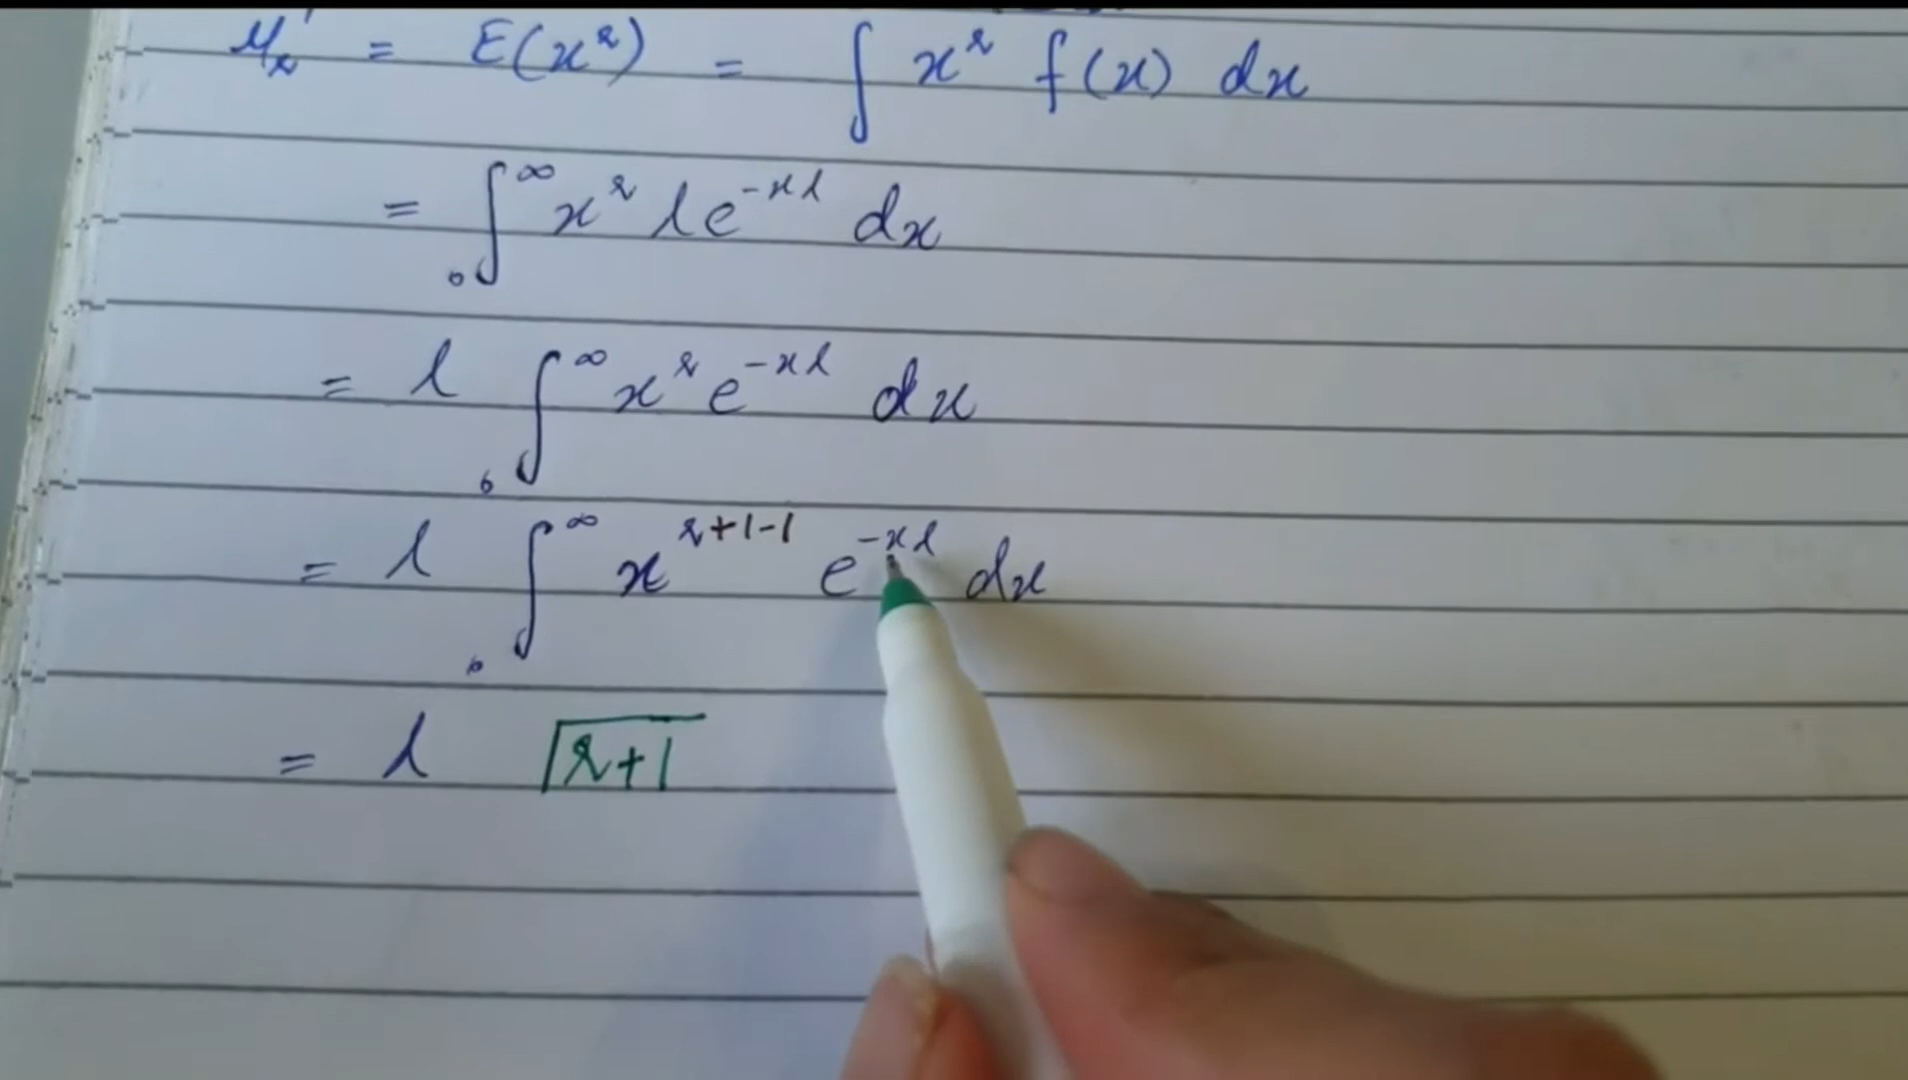 μ'ᵣ = E(xʳ) = ∫ xʳ f(x) dx
= ∫₀^∞ xʳ λe^(-xλ) dx
= λ ∫₀^∞ xʳ e^(-xλ) dx
= λ ∫₀^∞ x^(r+1-1) e^(-xλ) dx
= λ Γ(r+1)